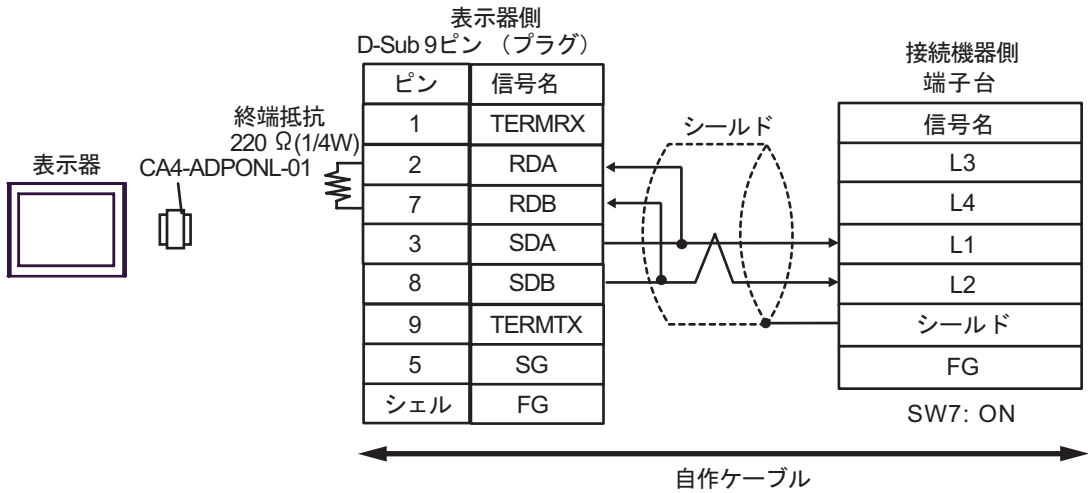 表示器側
D-Sub 9ピン （プラグ）
接続機器側
端子台
終端抵抗
220 Ω(1/4W)
表示器
CA4-ADPONL-01
シールド
ピン 信号名
1 TERMRX
2 RDA
7 RDB
3 SDA
8 SDB
9 TERMTX
5 SG
シェル FG
信号名
L3
L4
L1
L2
シールド
FG
SW7: ON
自作ケーブル